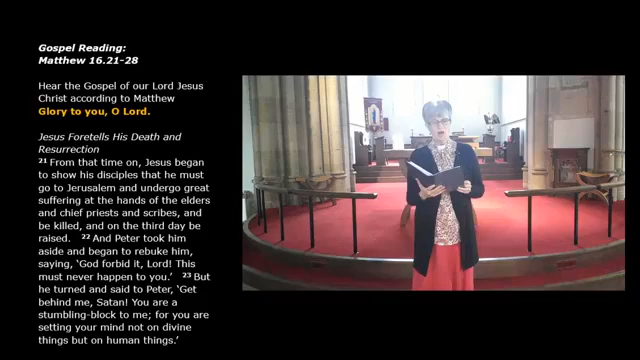 Gospel Reading:
Matthew 16.21-28
Hear the Gospel of our Lord Jesus
Christ according to Matthew
Glory to you, O Lord.
Jesus Foretells His Death and
Resurrection
21 From that time on, Jesus began
to show his disciples that he must
go to Jerusalem and undergo great
suffering at the hands of the elders
and chief priests and scribes, and
be killed, and on the third day be
raised. 22 And Peter took him
aside and began to rebuke him,
saying, ‘God forbid it, Lord! This
must never happen to you.’ 23 But
he turned and said to Peter, ‘Get
behind me, Satan! You are a
stumbling-block to me; for you are
setting your mind not on divine
things but on human things.’